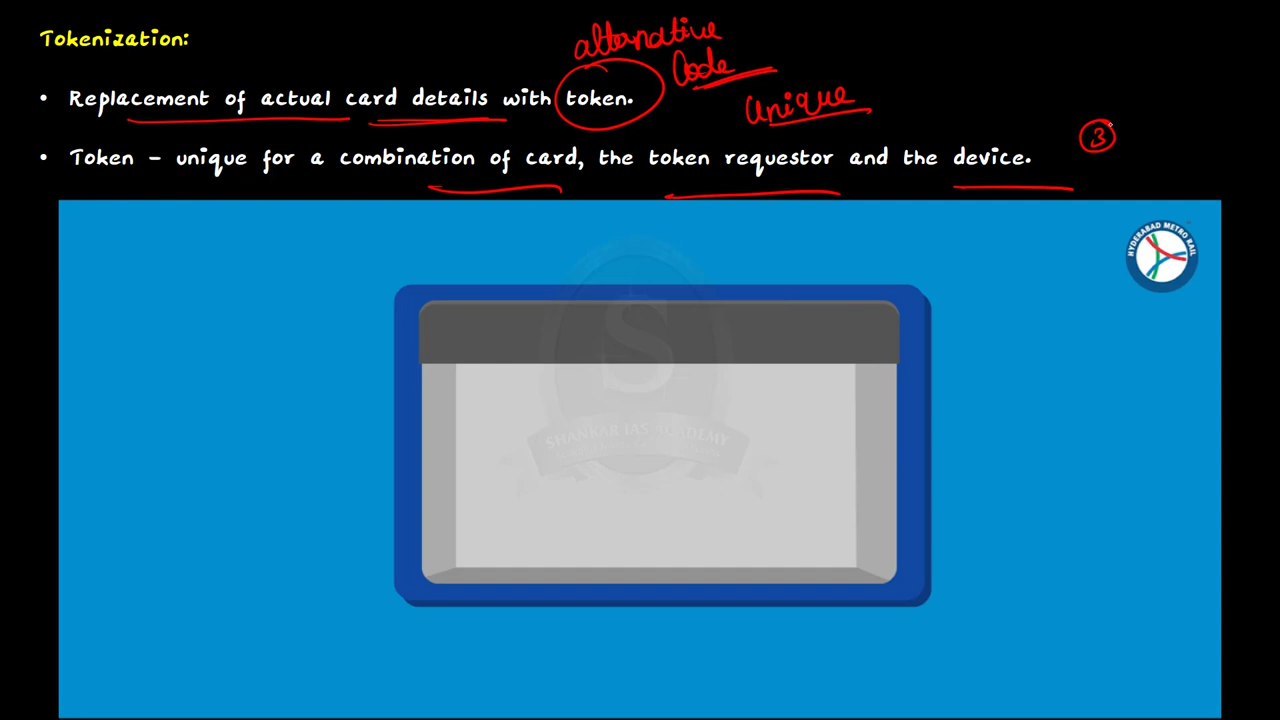 Tokenization:
alternative
Code
• Replacement of actual card details with token.
Unique
3
• Token - unique for a combination of card, the token requestor and the device.
HYDERABAD METRO RAIL
S
SHANKAR IAS ACADEMY